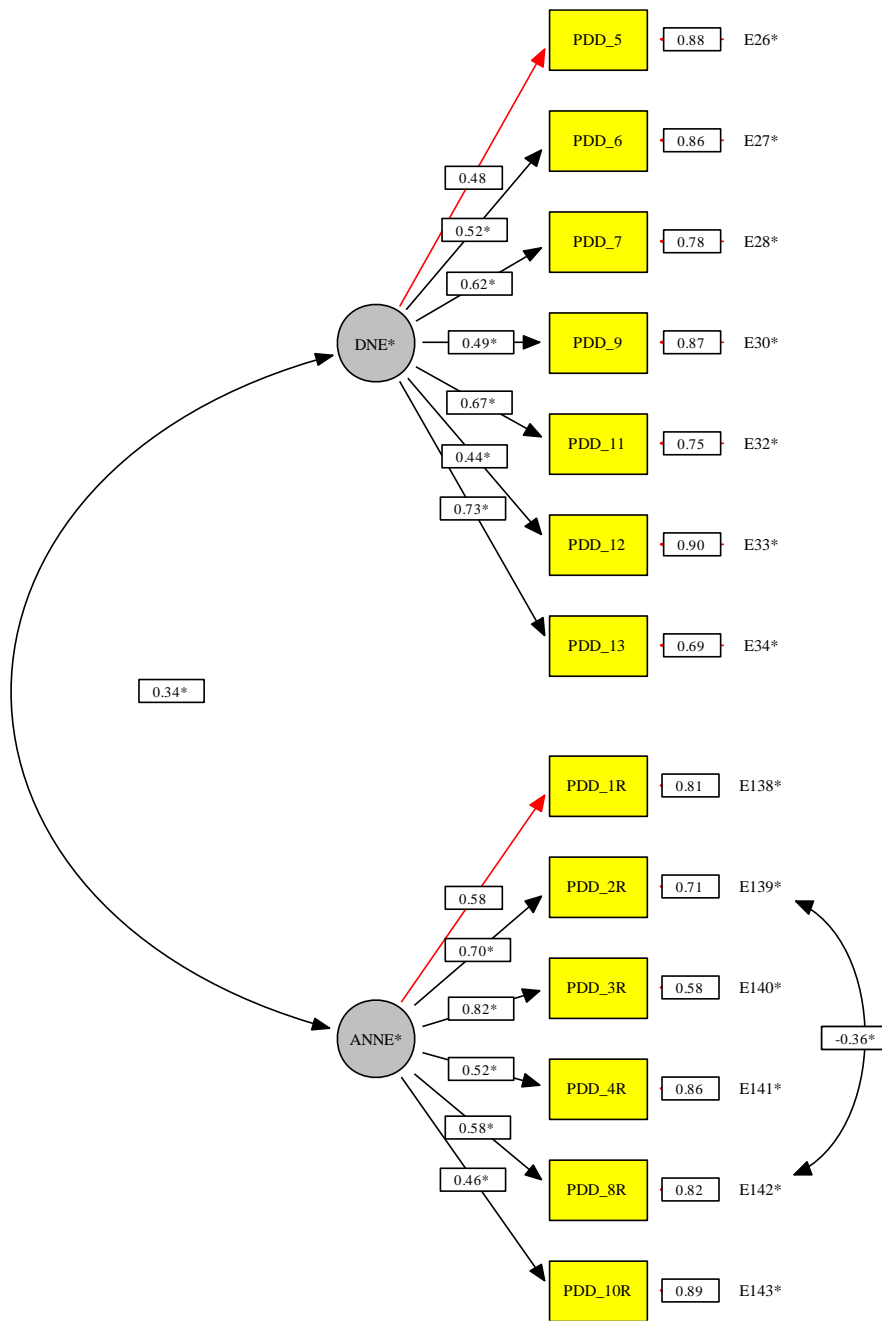 PDD_5 0.88 E26*
PDD_6 0.86 E27*
0.48
0.52*
PDD_7 0.78 E28*
0.62*
DNE* 0.49* PDD_9 0.87 E30*
0.67*
PDD_11 0.75 E32*
0.44*
0.73*
PDD_12 0.90 E33*
PDD_13 0.69 E34*
0.34*
PDD_1R 0.81 E138*
PDD_2R 0.71 E139*
0.58
0.70*
PDD_3R 0.58 E140*
0.82*
ANNE* -0.36*
0.52*
PDD_4R 0.86 E141*
0.58*
0.46*
PDD_8R 0.82 E142*
PDD_10R 0.89 E143*